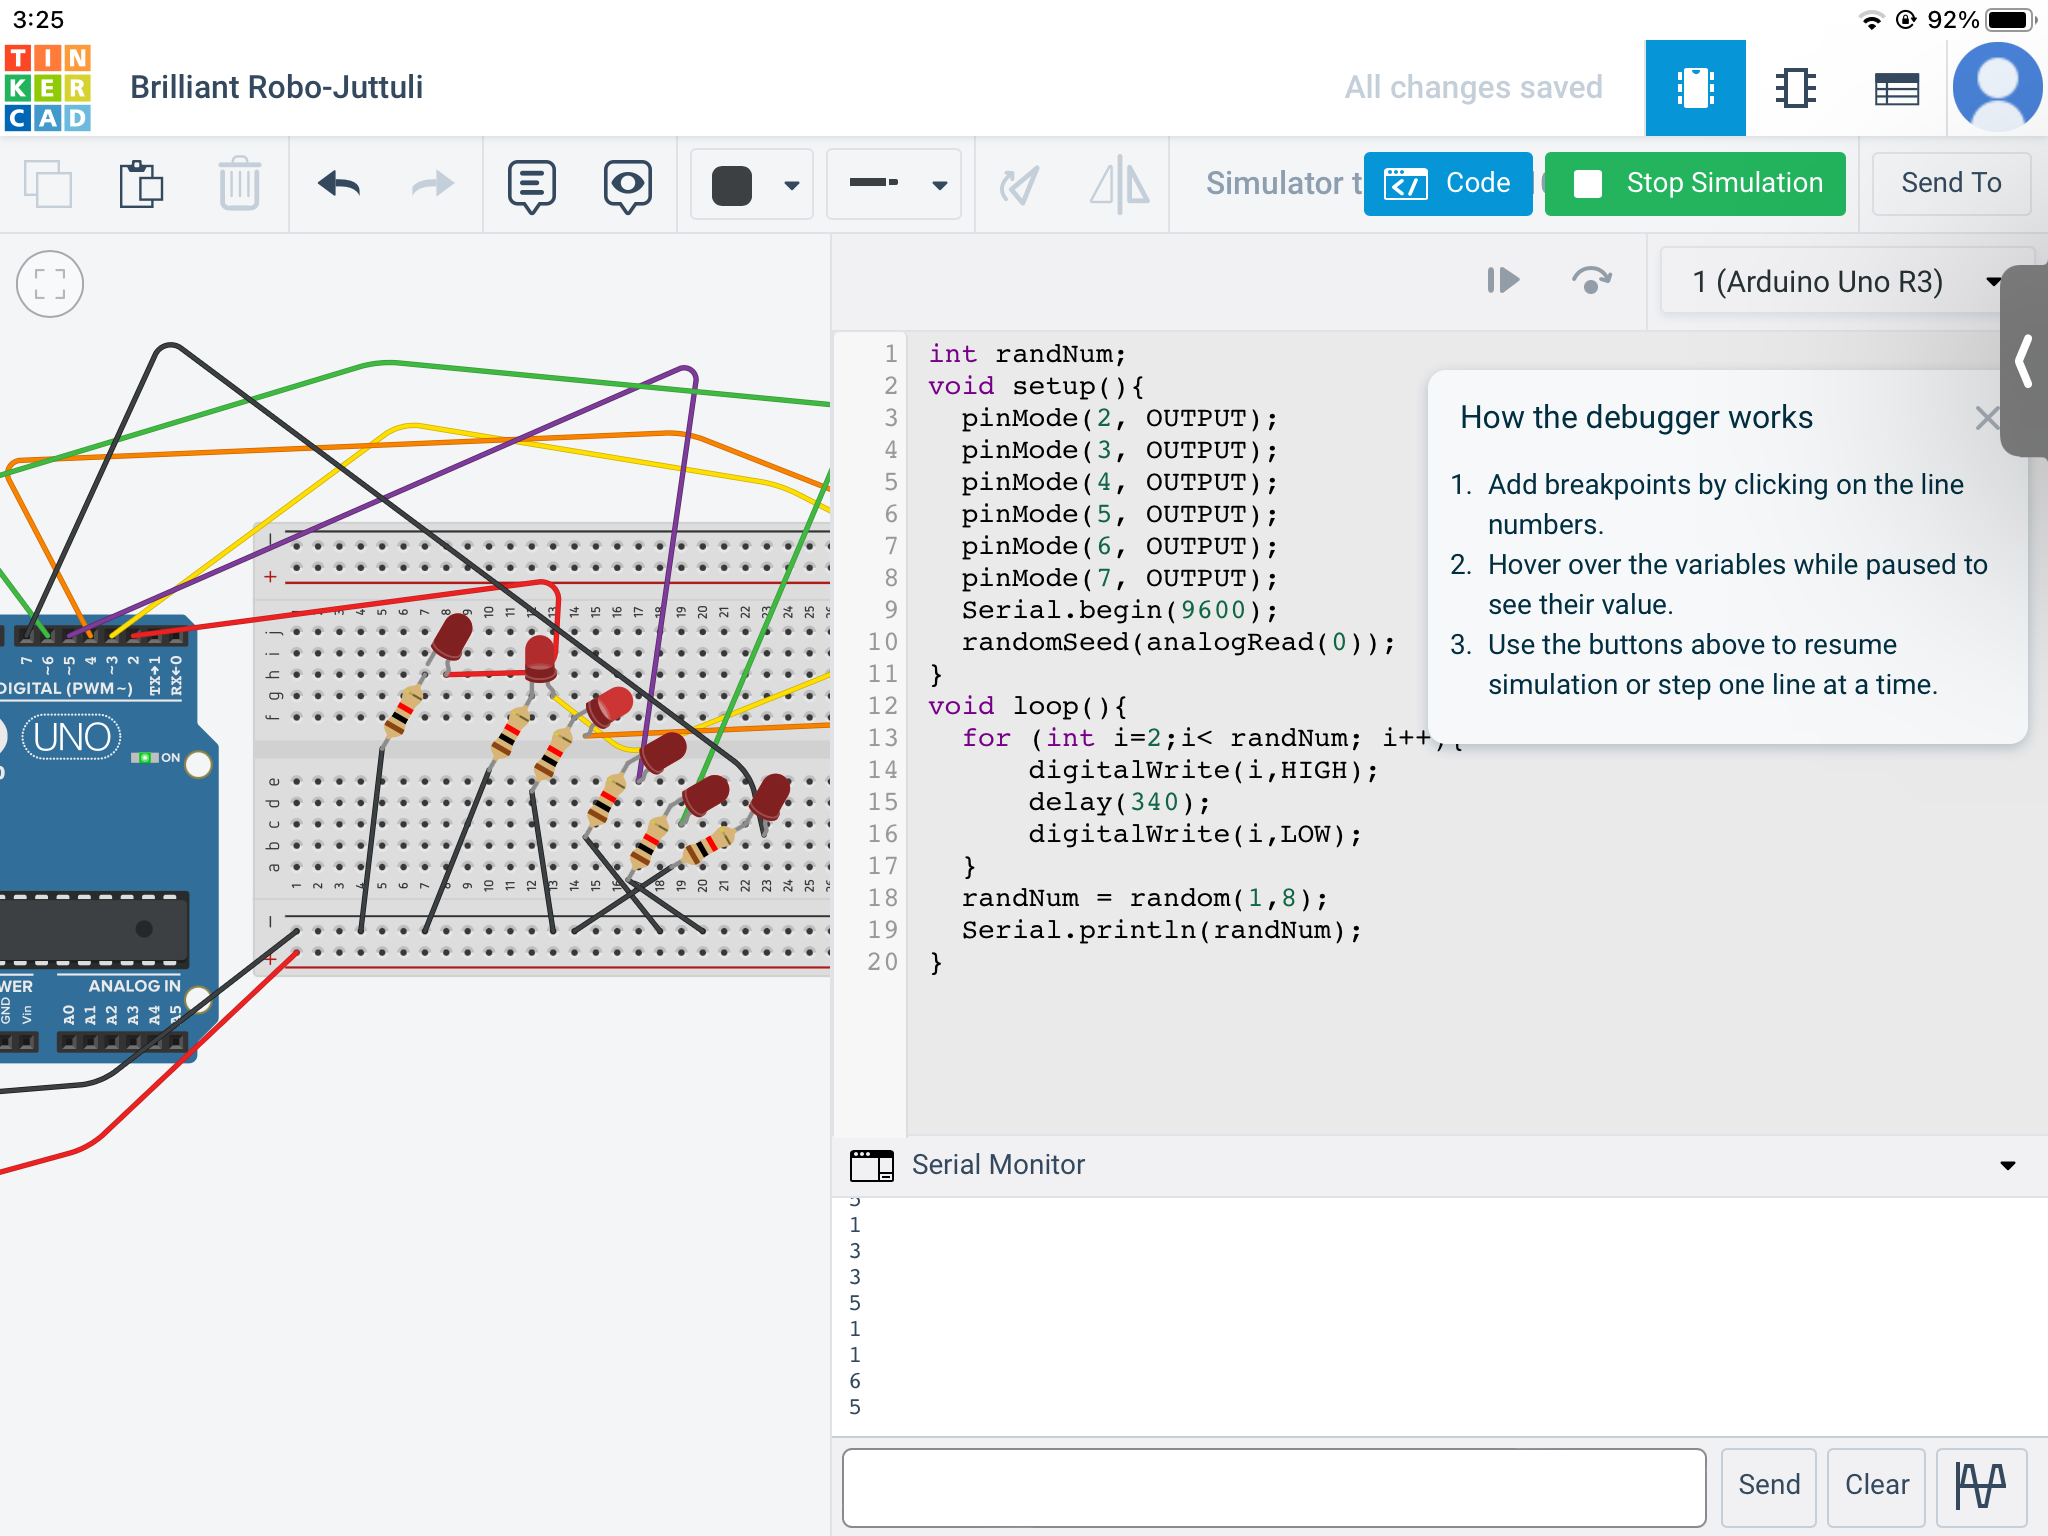 3:25
92%
TINKERCAD
Brilliant Robo-Juttuli
All changes saved
Simulator t
Code
Stop Simulation
Send To
1 (Arduino Uno R3)
1 int randNum;
2 void setup(){
3 pinMode(2, OUTPUT);
4 pinMode(3, OUTPUT);
5 pinMode(4, OUTPUT);
6 pinMode(5, OUTPUT);
7 pinMode(6, OUTPUT);
8 pinMode(7, OUTPUT);
9 Serial.begin(9600);
10 randomSeed(analogRead(0));
11 }
12 void loop(){
13 for (int i=2;i< randNum; i++){
14 digitalWrite(i,HIGH);
15 delay(340);
16 digitalWrite(i,LOW);
17 }
18 randNum = random(1,8);
19 Serial.println(randNum);
20 }
How the debugger works
1. Add breakpoints by clicking on the line
numbers.
2. Hover over the variables while paused to
see their value.
3. Use the buttons above to resume
simulation or step one line at a time.
7 ~6 ~5 4 ~3 2 TX→1 RX←0
DIGITAL (PWM~)
UNO
ON
ANALOG IN
WER
GND Vin A0 A1 A2 A3 A4 A5
j i h g f
e d c b a
Serial Monitor
5
1
3
3
5
1
1
6
5
Send
Clear